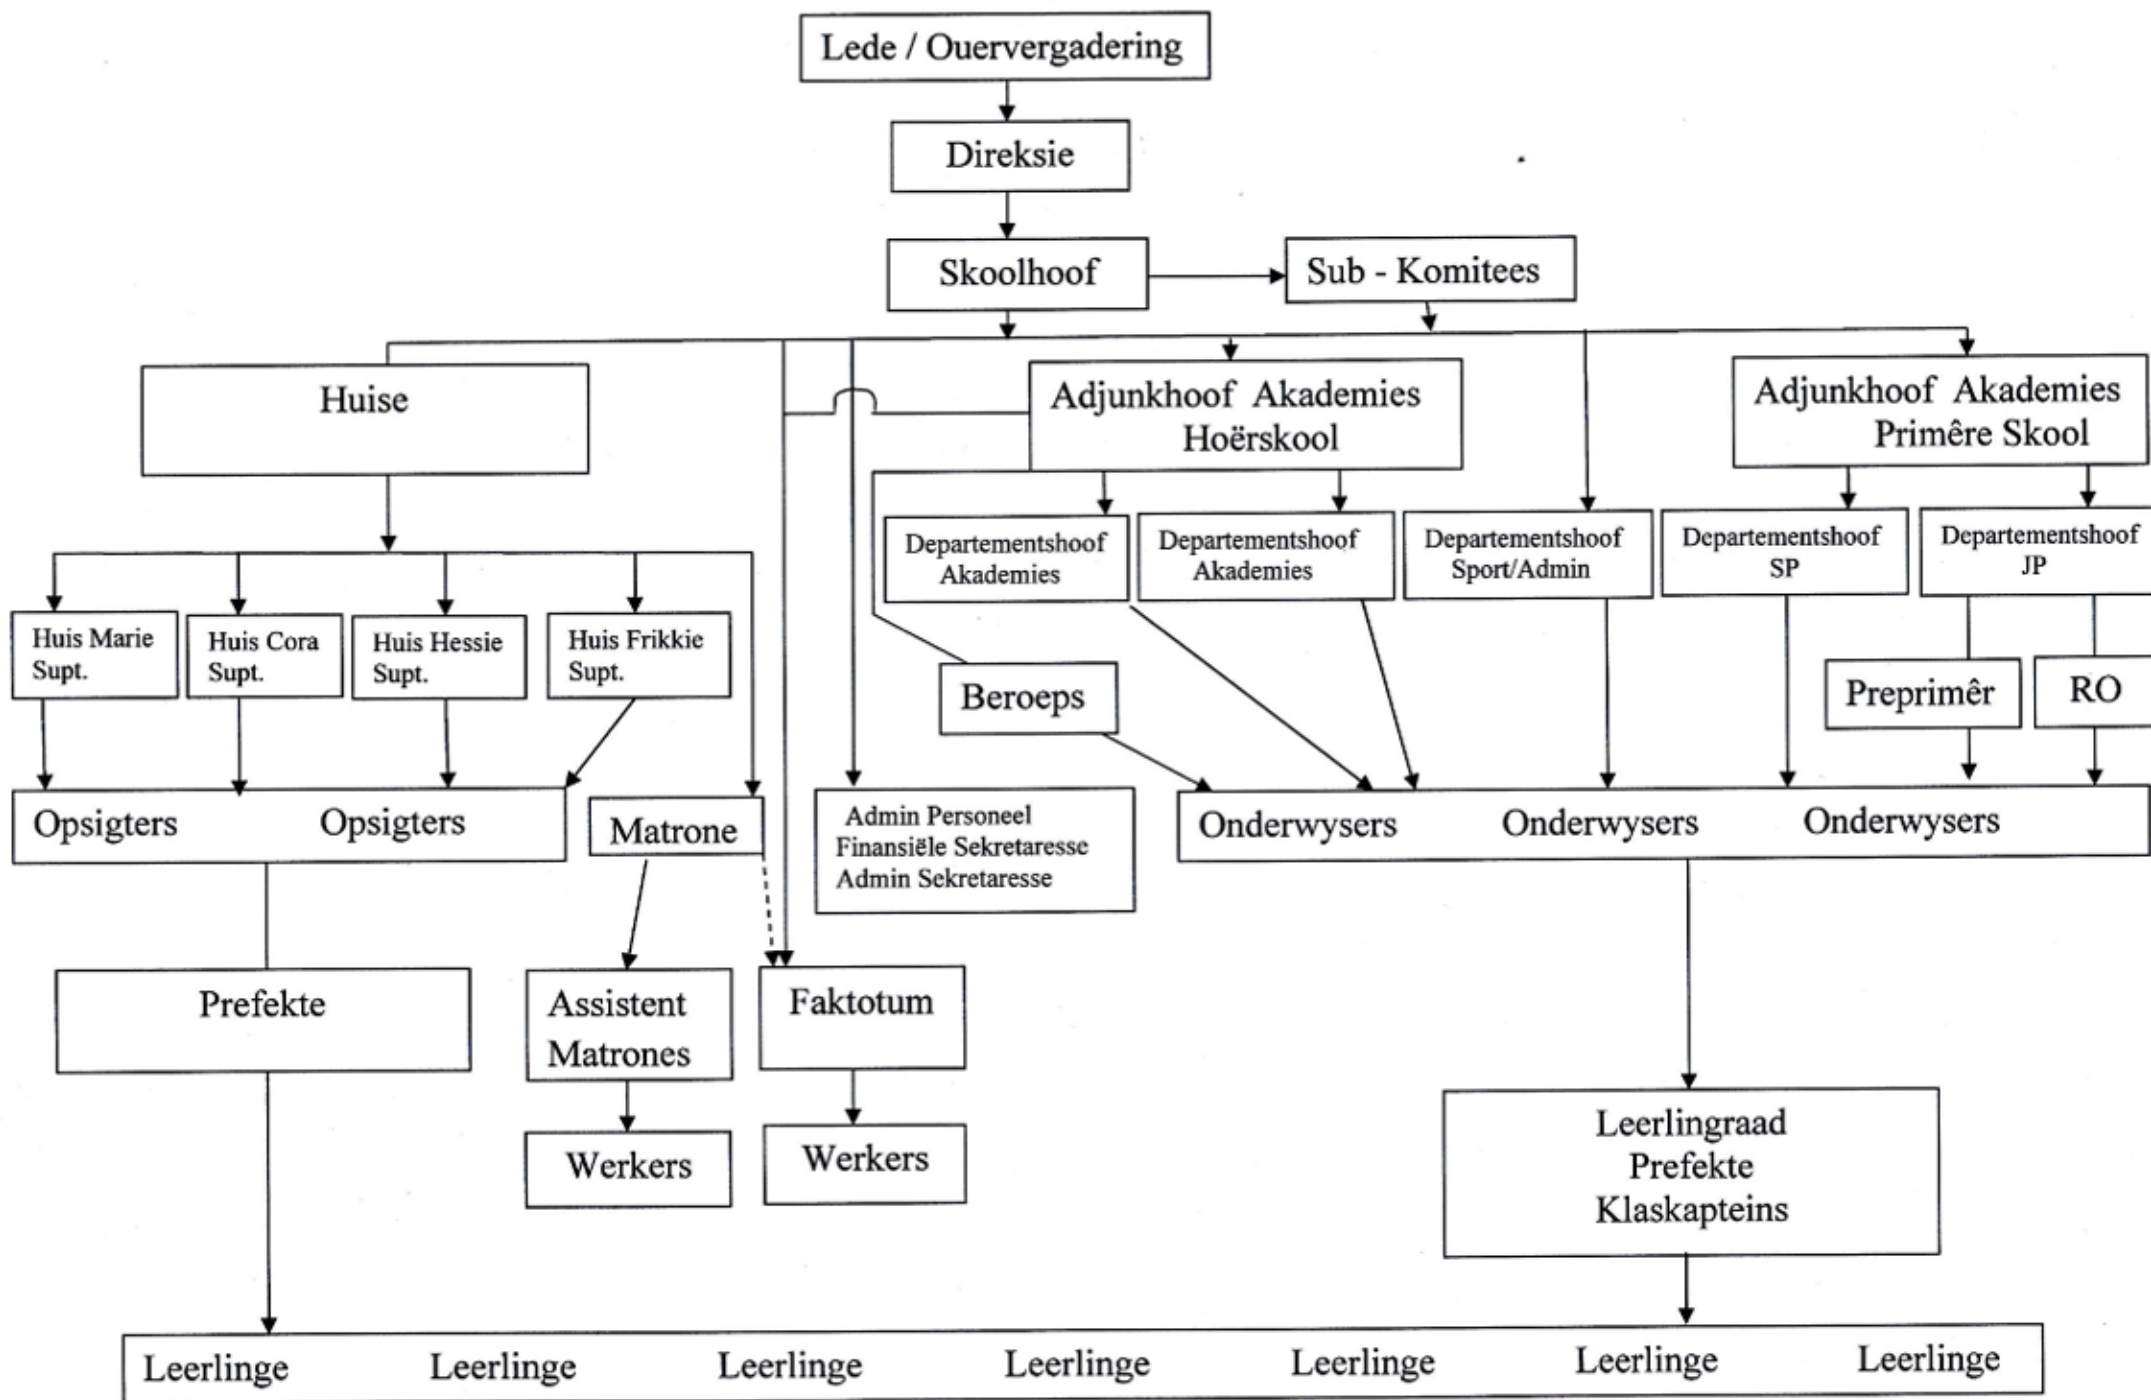 Lede / Ouervergadering
Direksie
Skoolhoof
Sub - Komitees
Huise
Adjunkhoof Akademies
Hoërskool
Adjunkhoof Akademies
Primêre Skool
Departementshoof
Akademies
Departementshoof
Akademies
Departementshoof
Sport/Admin
Departementshoof
SP
Departementshoof
JP
Huis Marie
Supt.
Huis Cora
Supt.
Huis Hessie
Supt.
Huis Frikkie
Supt.
Beroeps
Preprimêr
RO
Opsigters Opsigters
Matrone
Admin Personeel
Finansiële Sekretaresse
Admin Sekretaresse
Onderwysers Onderwysers Onderwysers
Prefekte
Assistent
Matrones
Faktotum
Werkers
Werkers
Leerlingraad
Prefekte
Klaskapteins
Leerlinge Leerlinge Leerlinge Leerlinge Leerlinge Leerlinge Leerlinge